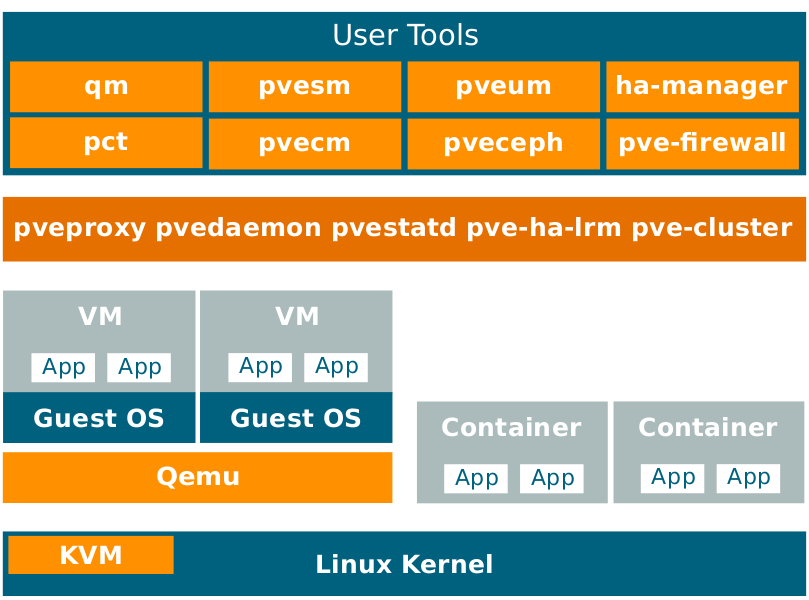 User Tools
qm pvesm pveum ha-manager
pct pvecm pveceph pve-firewall
pveproxy pvedaemon pvestatd pve-ha-lrm pve-cluster
VM VM
App App App App
Guest OS Guest OS
Container Container
Qemu
App App App App
KVM
Linux Kernel